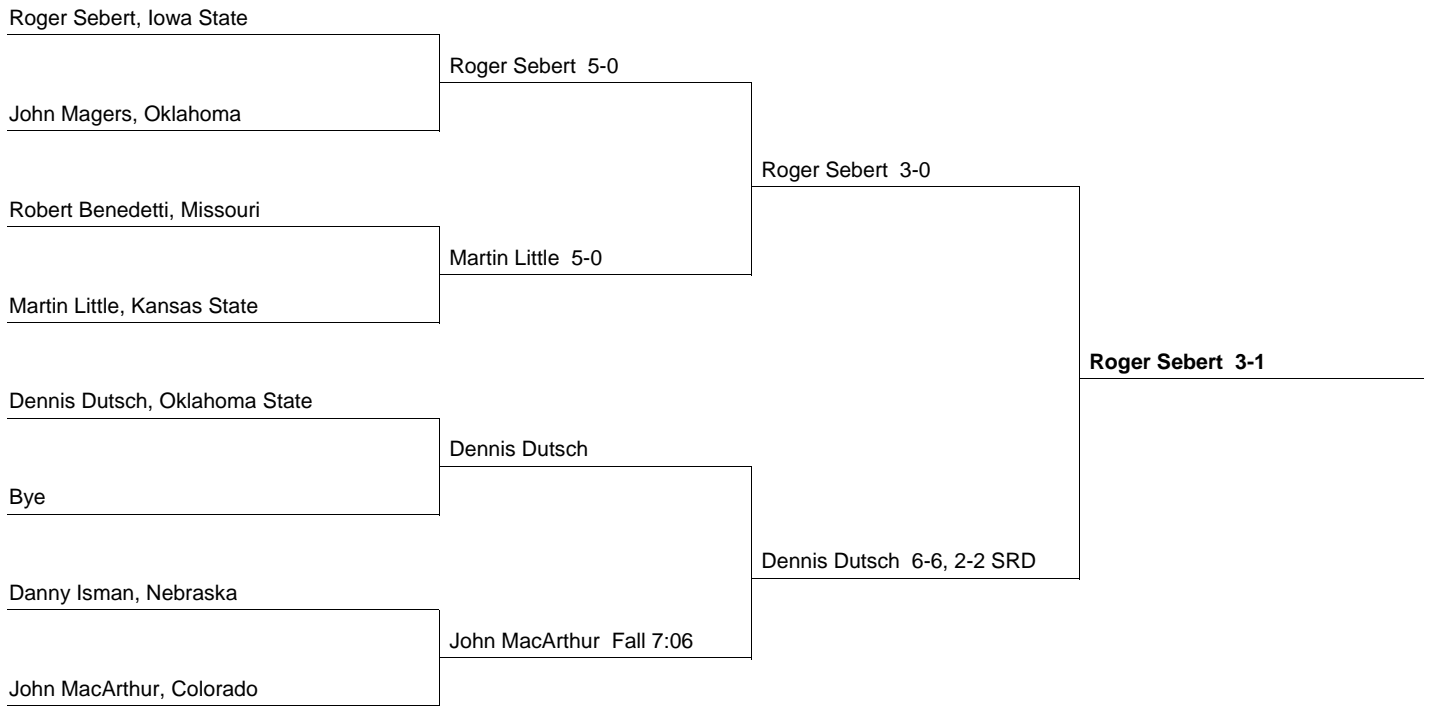 Roger Sebert, Iowa State
Roger Sebert 5-0
John Magers, Oklahoma
Roger Sebert 3-0
Robert Benedetti, Missouri
Martin Little 5-0
Martin Little, Kansas State
Roger Sebert 3-1
Dennis Dutsch, Oklahoma State
Dennis Dutsch
Bye
Dennis Dutsch 6-6, 2-2 SRD
Danny Isman, Nebraska
John MacArthur Fall 7:06
John MacArthur, Colorado